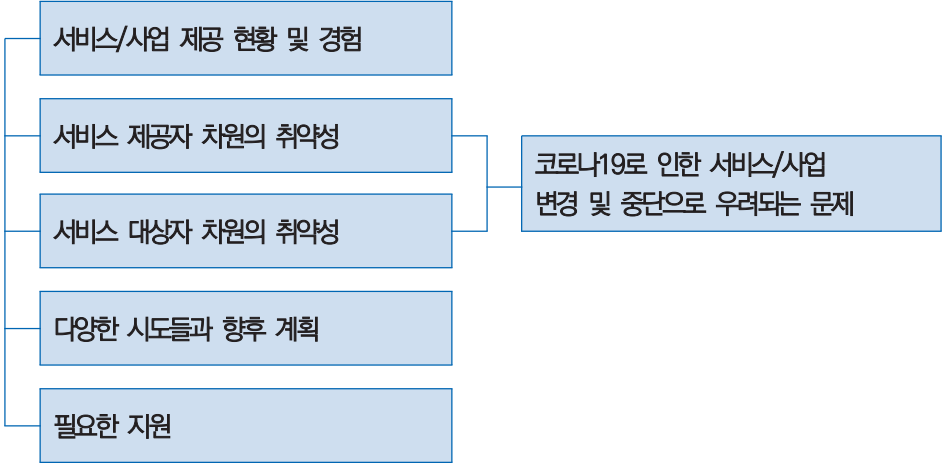 서비스/사업 제공 현황 및 경험
서비스 제공자 차원의 취약성
서비스 대상자 차원의 취약성
다양한 시도들과 향후 계획
필요한 지원
코로나19로 인한 서비스/사업
변경 및 중단으로 우려되는 문제